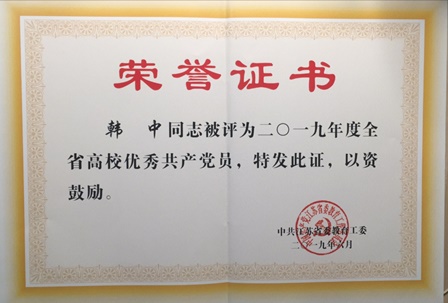 荣誉证书
韩 中同志被评为二〇一九年度全
省高校优秀共产党员，特发此证，以资
鼓励。
中共江苏省委教育工委
二〇一九年六月